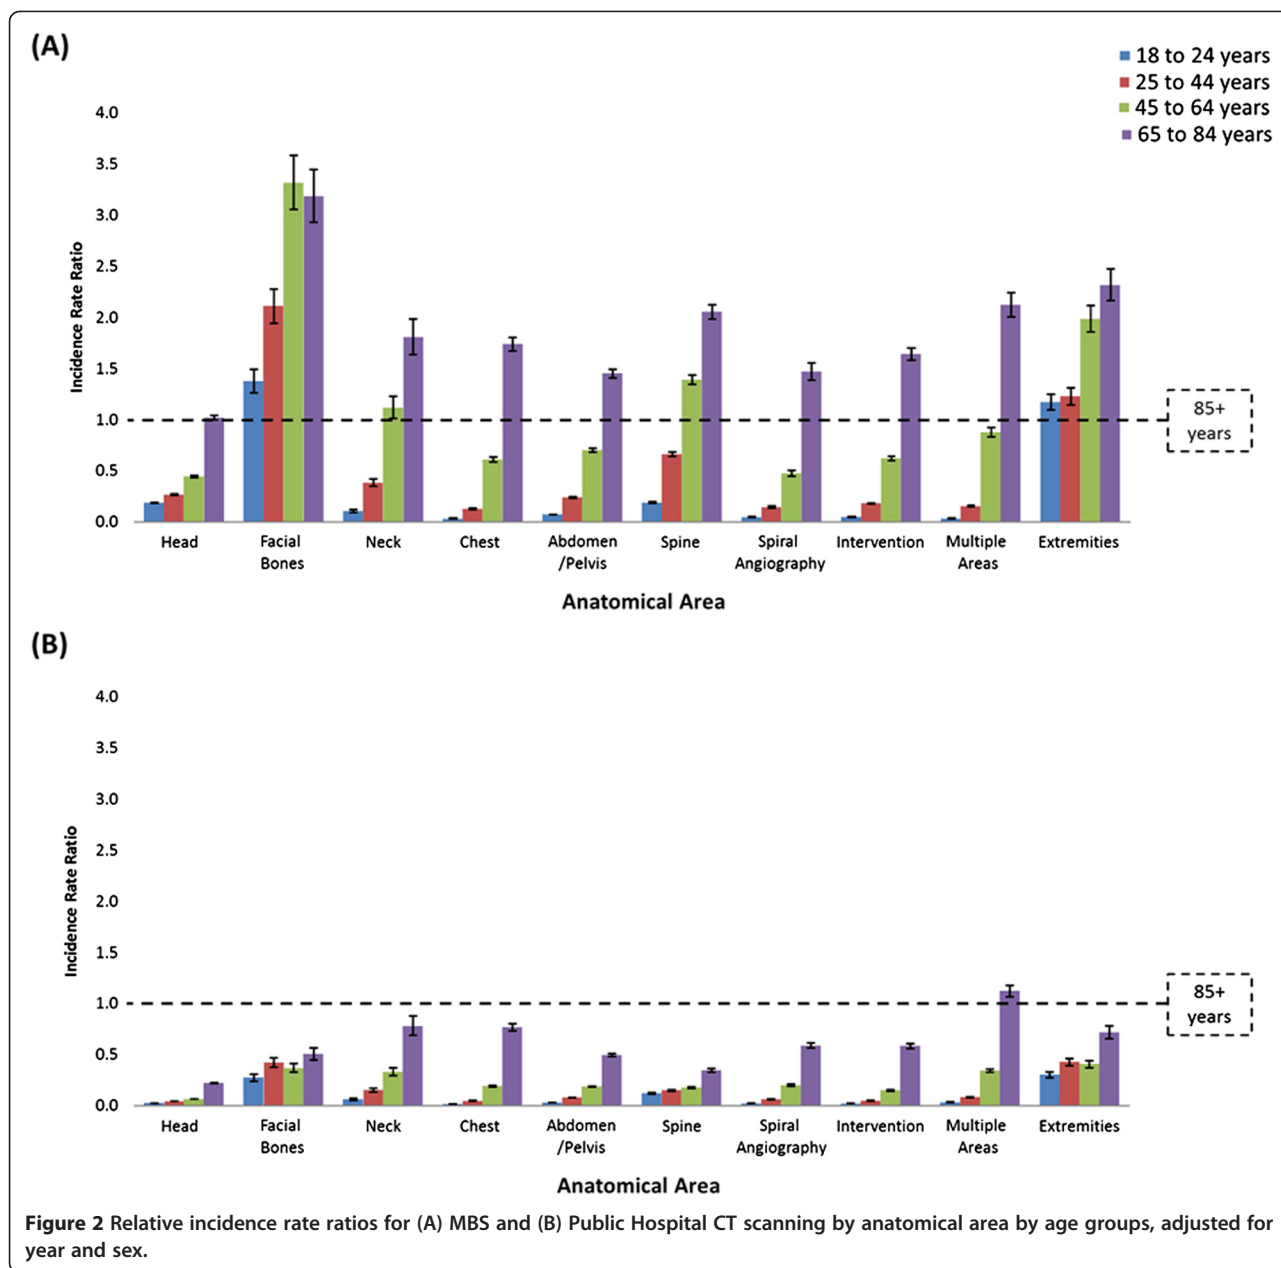 (A)
18 to 24 years
25 to 44 years
45 to 64 years
65 to 84 years
4.0
3.5
3.0
2.5
2.0
1.5
1.0
0.5
0.0
Incidence Rate Ratio
85+
years
Head
Facial
Bones
Neck
Chest
Abdomen
/Pelvis
Spine
Spiral
Angiography
Intervention
Multiple
Areas
Extremities
Anatomical Area
(B)
4.0
3.5
3.0
2.5
2.0
1.5
1.0
0.5
0.0
Incidence Rate Ratio
85+
years
Head
Facial
Bones
Neck
Chest
Abdomen
/Pelvis
Spine
Spiral
Angiography
Intervention
Multiple
Areas
Extremities
Anatomical Area
Figure 2 Relative incidence rate ratios for (A) MBS and (B) Public Hospital CT scanning by anatomical area by age groups, adjusted for
year and sex.